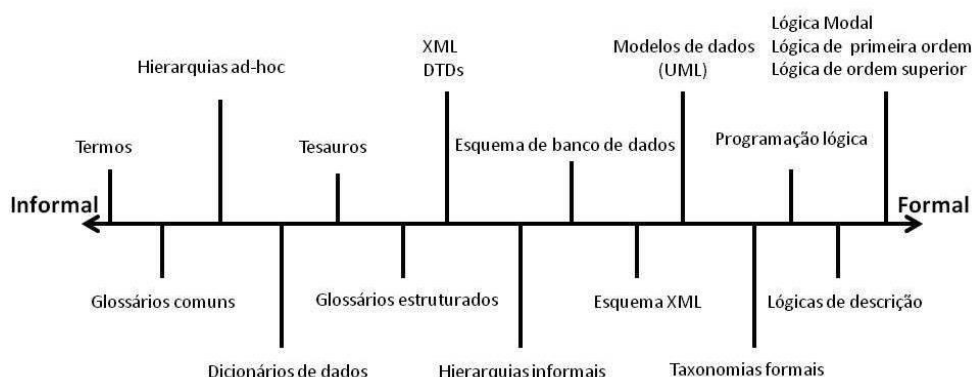 Lógica Modal
XML
Modelos de dados
Lógica de primeira ordem
Hierarquias ad-hoc
DTDs
(UML)
Lógica de ordem superior
Termos
Tesauros
Esquema de banco de dados
Programação lógica
Informal
Formal
Glossários comuns
Glossários estruturados
Esquema XML
Lógicas de descrição
Dicionários de dados
Hierarquias informais
Taxonomias formais